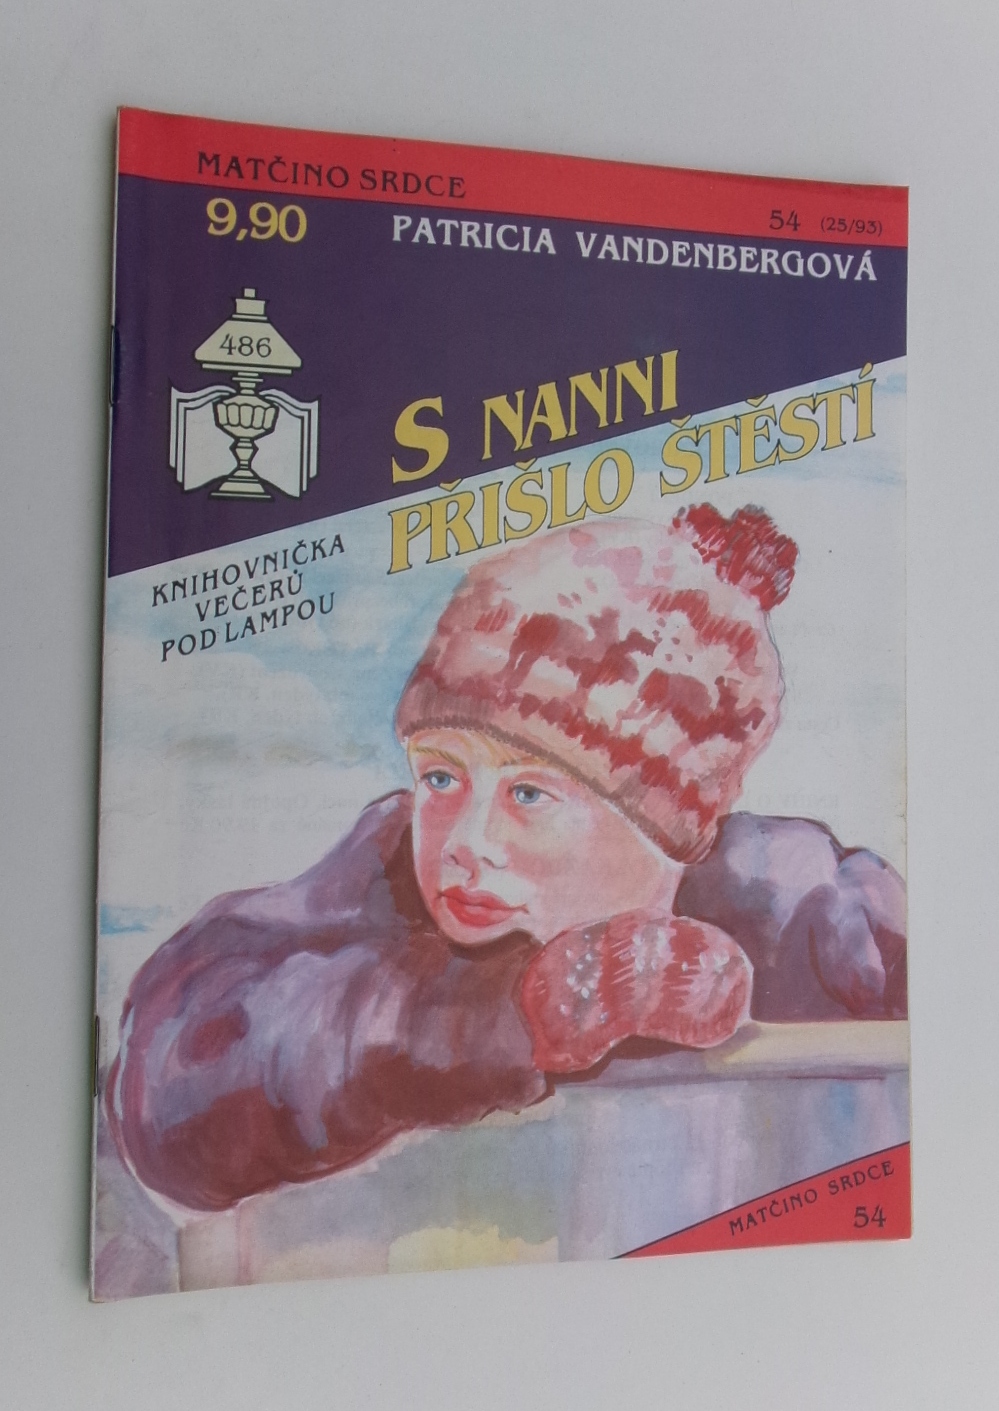 MATČINO SRDCE
54 (25/93)
9,90
PATRICIA VANDENBERGOVÁ
486
S NANNI
PŘIŠLO ŠTĚSTÍ
KNIHOVNIČKA
VEČERŮ
POD LAMPOU
MATČINO SRDCE
54